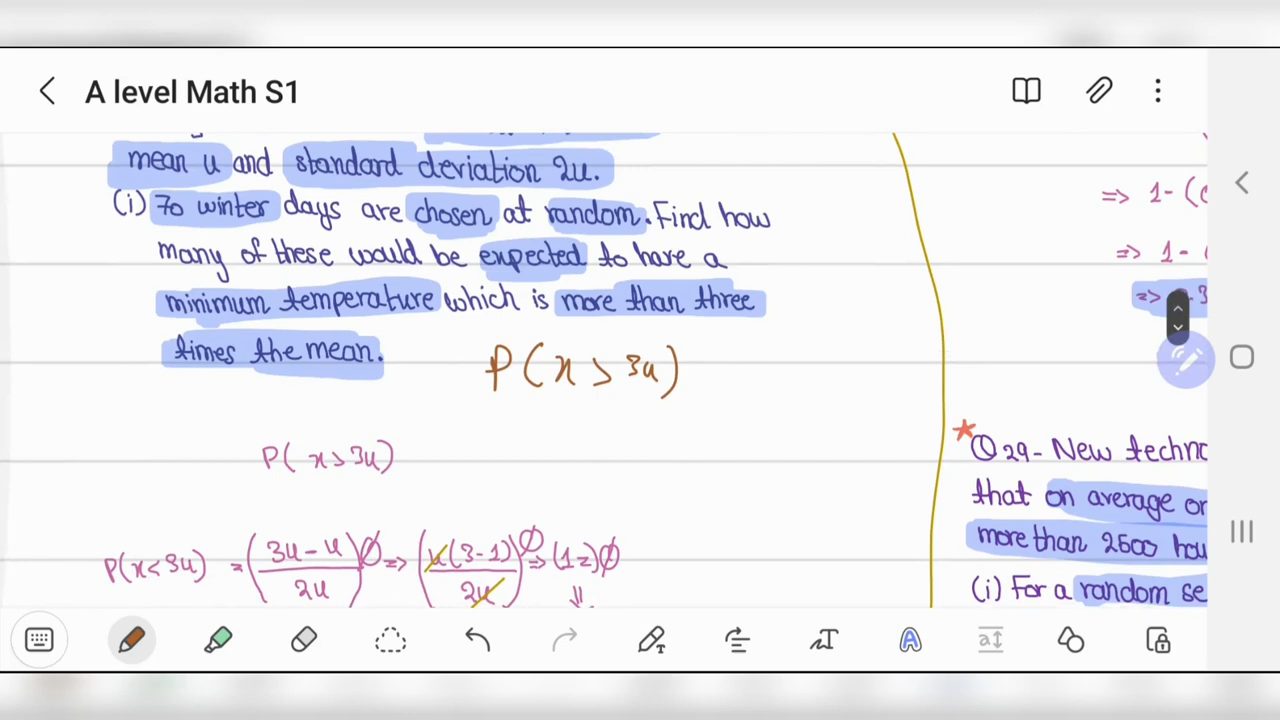 A level Math S1
mean u and standard deviation 2u.
(i) 70 winter days are chosen at random. Find how
many of these would be expected to have a
minimum temperature which is more than three
times the mean.
P(x > 3u)
P( x > 3u)
P(x < 3u) = (3u - u / 2u)Ø => (u(3-1) / 2u)Ø => (1=)Ø
=> 1 - (
=> 1 -
Q 29- New techno
that on average or
more than 2500 hou
(i) For a random se